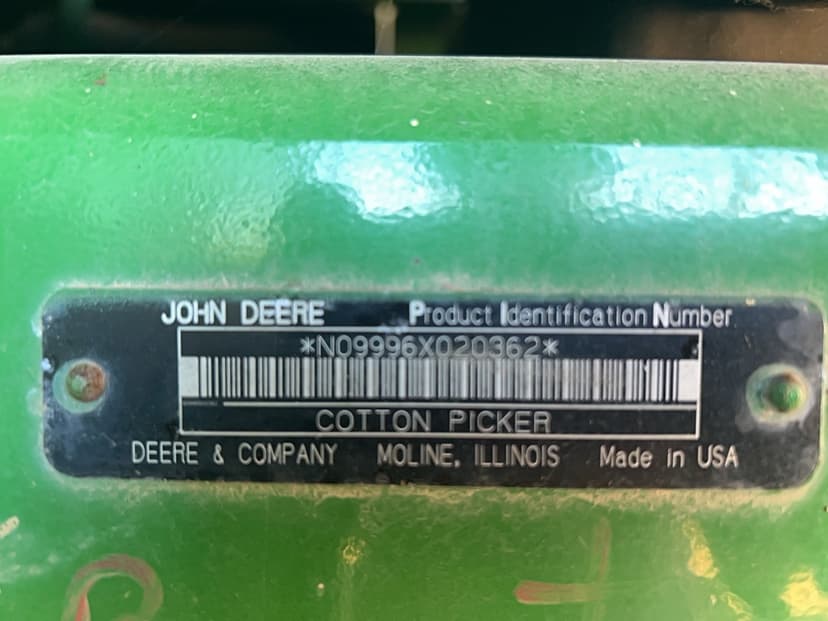 JOHN DEERE Product Identification Number
*N09996X020362*
COTTON PICKER
DEERE & COMPANY MOLINE, ILLINOIS Made in USA